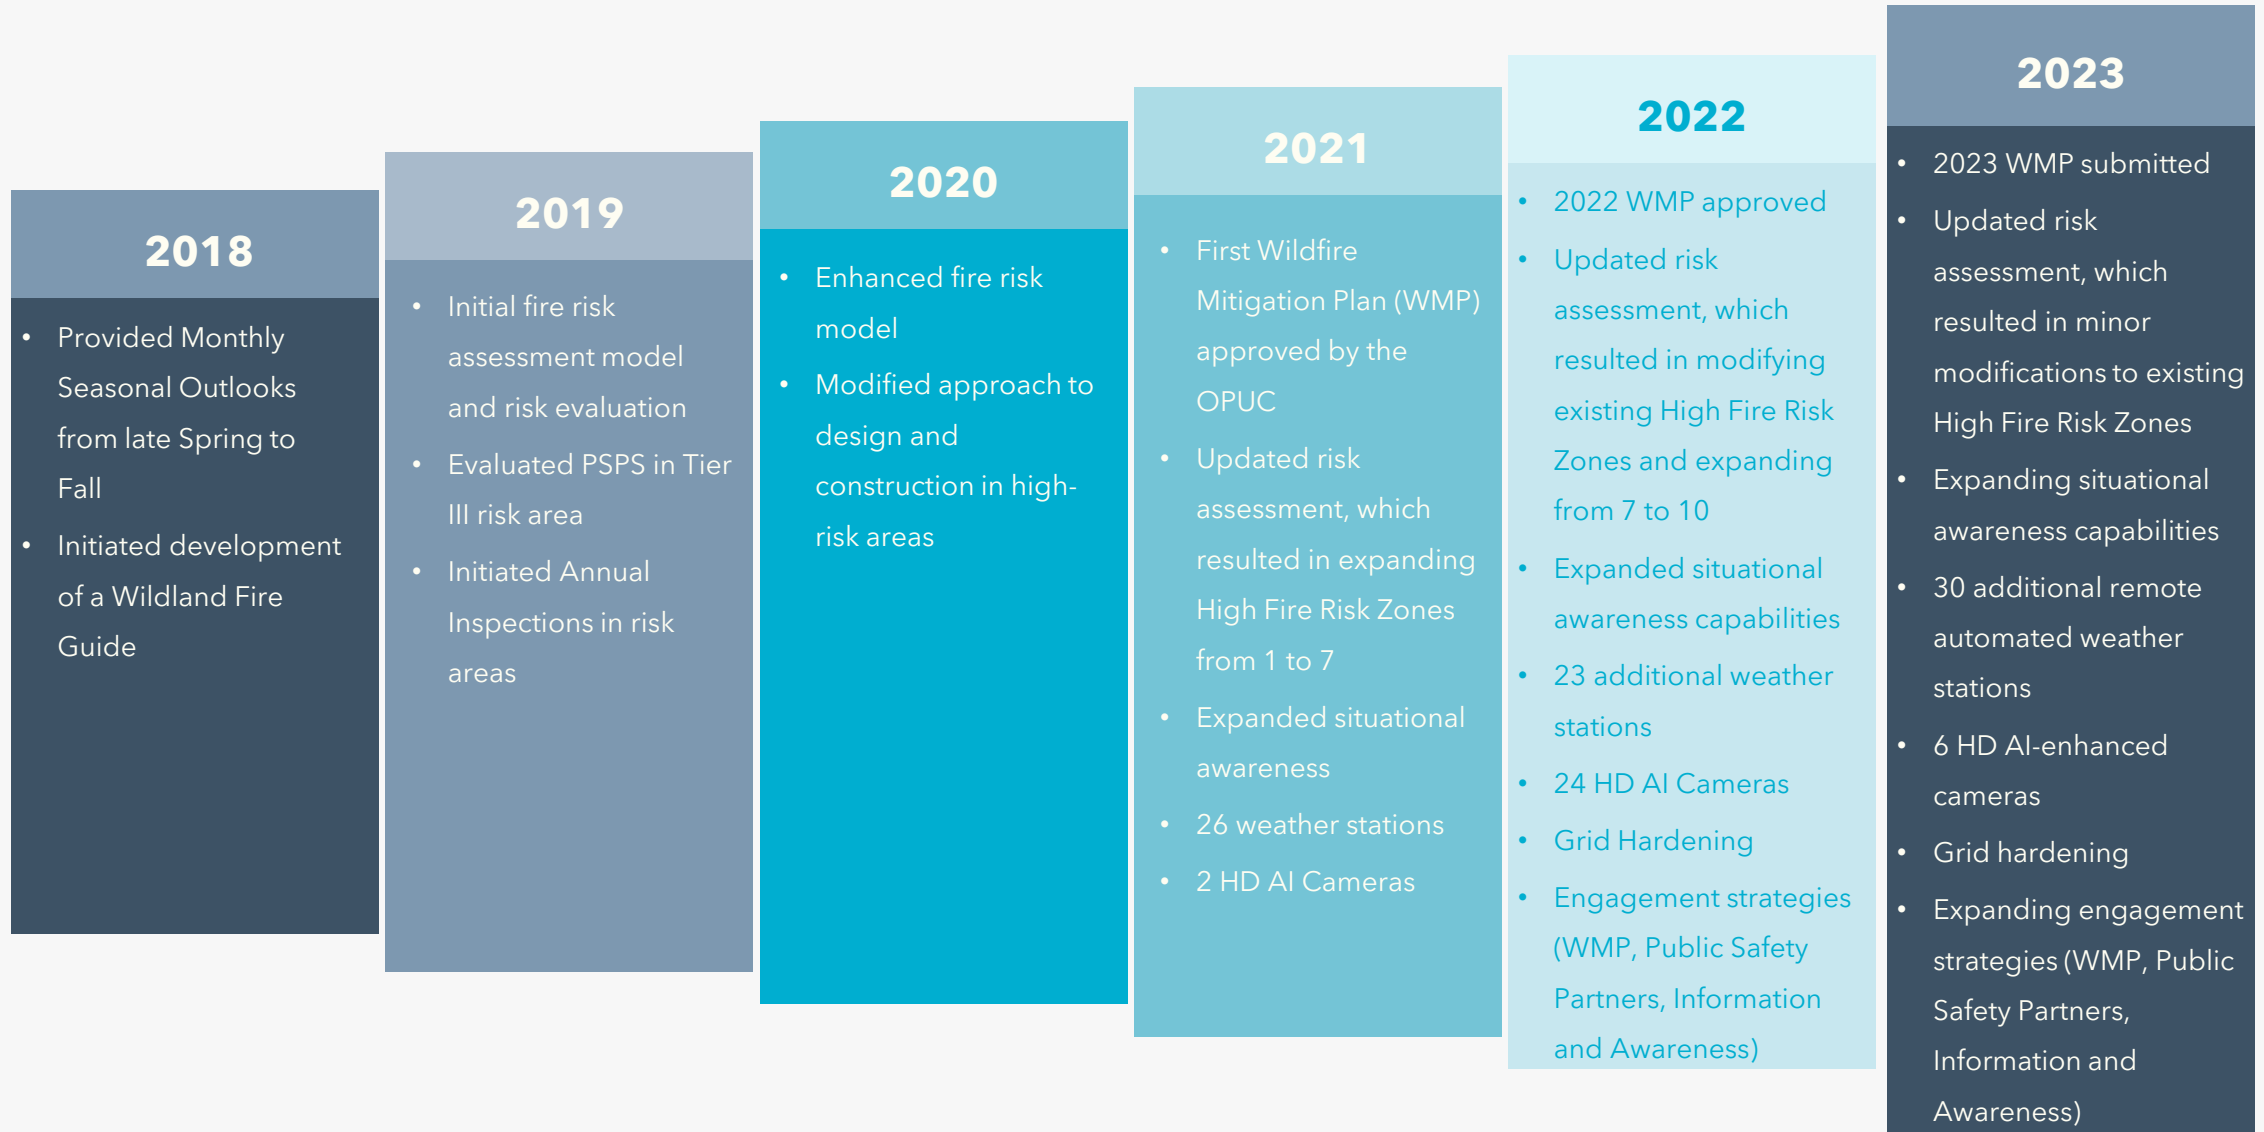 2018
• Provided Monthly
Seasonal Outlooks
from late Spring to
Fall
• Initiated development
of a Wildland Fire
Guide
2019
• Initial fire risk
assessment model
and risk evaluation
• Evaluated PSPS in Tier
III risk area
• Initiated Annual
Inspections in risk
areas
2020
• Enhanced fire risk
model
• Modified approach to
design and
construction in high-
risk areas
2021
• First Wildfire
Mitigation Plan (WMP)
approved by the
OPUC
• Updated risk
assessment, which
resulted in expanding
High Fire Risk Zones
from 1 to 7
• Expanded situational
awareness
• 26 weather stations
• 2 HD AI Cameras
2022
• 2022 WMP approved
• Updated risk
assessment, which
resulted in modifying
existing High Fire Risk
Zones and expanding
from 7 to 10
• Expanded situational
awareness capabilities
• 23 additional weather
stations
• 24 HD AI Cameras
• Grid Hardening
• Engagement strategies
(WMP, Public Safety
Partners, Information
and Awareness)
2023
• 2023 WMP submitted
• Updated risk
assessment, which
resulted in minor
modifications to existing
High Fire Risk Zones
• Expanding situational
awareness capabilities
• 30 additional remote
automated weather
stations
• 6 HD AI-enhanced
cameras
• Grid hardening
• Expanding engagement
strategies (WMP, Public
Safety Partners,
Information and
Awareness)